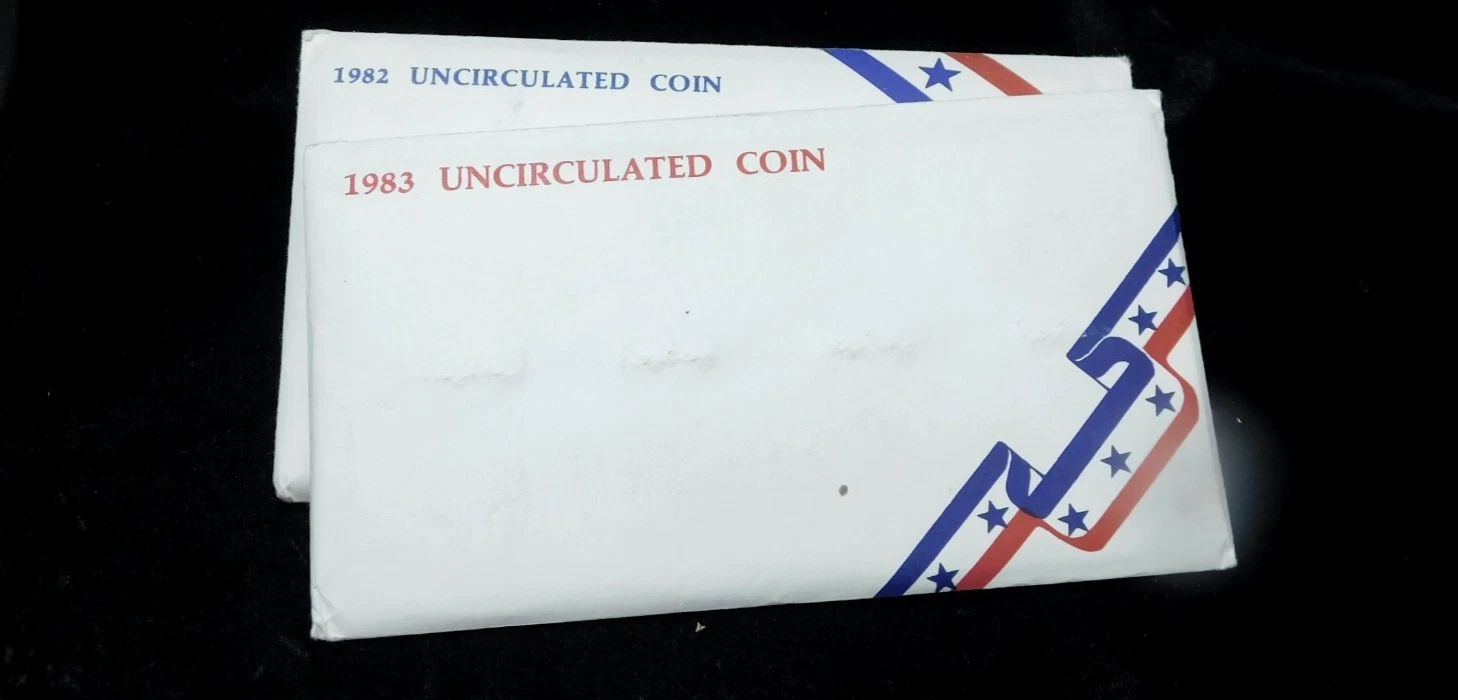 1982 UNCIRCULATED COIN
1983 UNCIRCULATED COIN